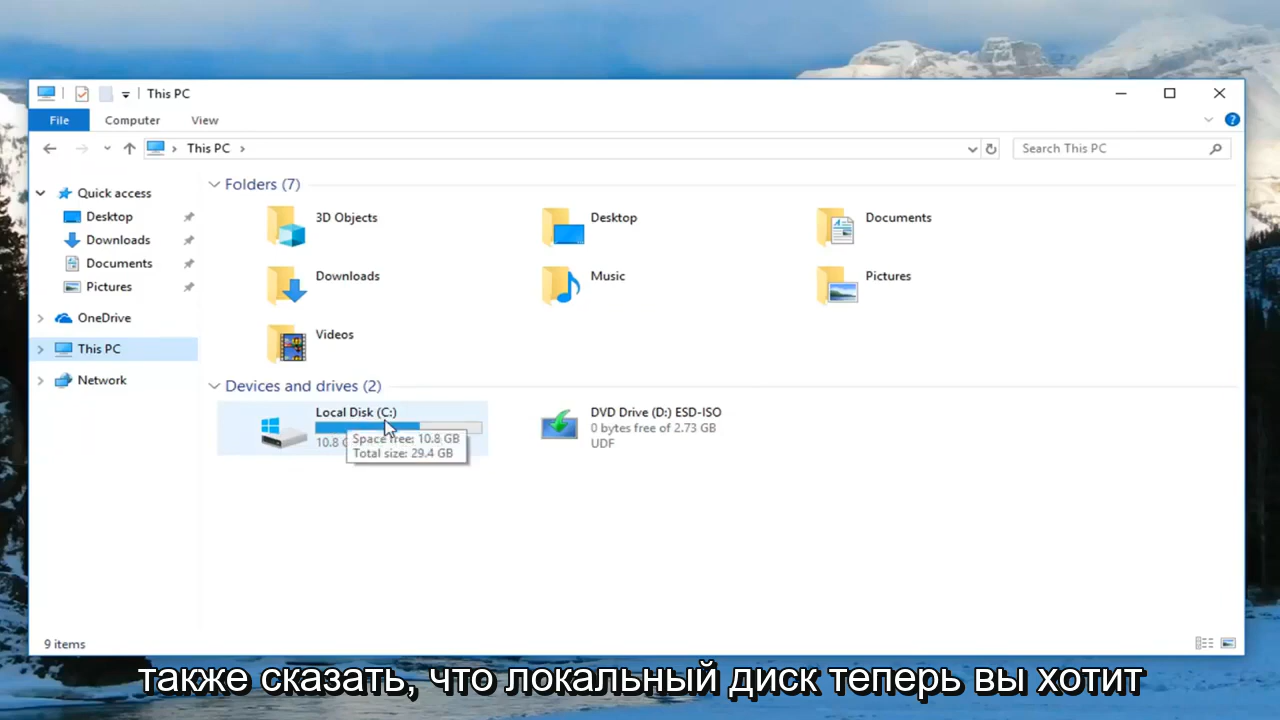 This PC
File Computer View
This PC
Search This PC
Quick access
Desktop
Downloads
Documents
Pictures
OneDrive
This PC
Network
Folders (7)
3D Objects
Desktop
Documents
Downloads
Music
Pictures
Videos
Devices and drives (2)
Local Disk (C:)
10.8 G
Space free: 10.8 GB
Total size: 29.4 GB
DVD Drive (D:) ESD-ISO
0 bytes free of 2.73 GB
UDF
9 items
также сказать, что локальный диск теперь вы хотит